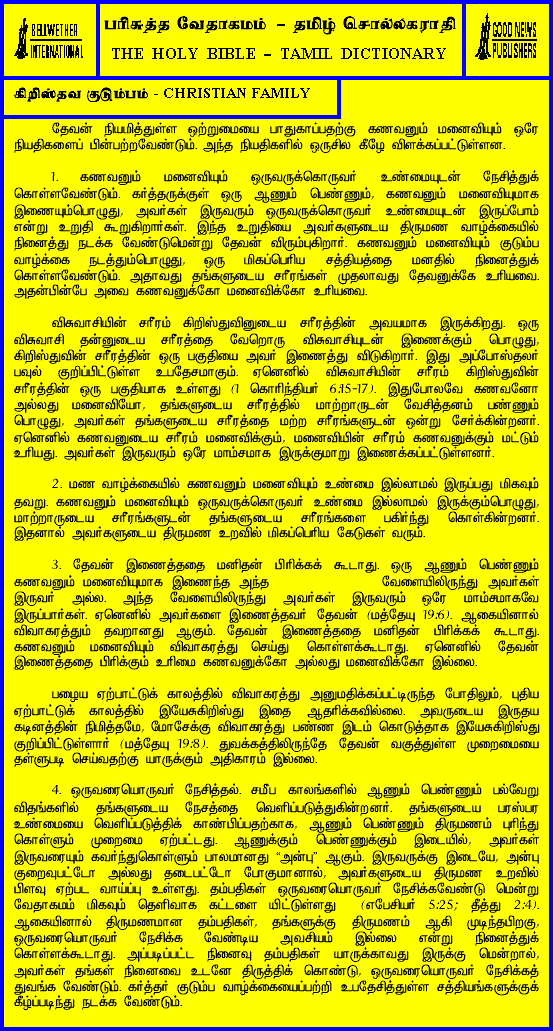 BELLWETHER
INTERNATIONAL
பரிசுத்த வேதாகமம் – தமிழ் சொல்லகராதி
THE HOLY BIBLE – TAMIL DICTIONARY
GOOD NEWS
PUBLISHERS
கிறிஸ்தவ குடும்பம் - CHRISTIAN FAMILY
தேவன் நியமித்துள்ள ஒற்றுமையை பாதுகாப்பதற்கு கணவனும் மனைவியும் ஒரே
நியதிகளைப் பின்பற்றவேண்டும். அந்த நியதிகளில் ஒருசில கீழே விளக்கப்பட்டுள்ளன.
1. கணவனும் மனைவியும் ஒருவருக்கொருவர் உண்மையுடன் நேசித்துக்
கொள்ளவேண்டும். கர்த்தருக்குள் ஒரு ஆணும் பெண்ணும், கணவனும் மனைவியுமாக
இணையும்பொழுது, அவர்கள் இருவரும் ஒருவருக்கொருவர் உண்மையுடன் இருப்போம்
என்று உறுதி கூறுகிறார்கள். இந்த உறுதியை அவர்களுடைய திருமண வாழ்க்கையில்
நினைத்து நடக்க வேண்டுமென்று தேவன் விரும்புகிறார். கணவனும் மனைவியும் குடும்ப
வாழ்க்கை நடத்தும்பொழுது, ஒரு மிகப்பெரிய சத்தியத்தை மனதில் நினைத்துக்
கொள்ளவேண்டும். அதாவது தங்களுடைய சரீரங்கள் முதலாவது தேவனுக்கே உரியவை.
அதன்பின்பே அவை கணவனுக்கோ மனைவிக்கோ உரியவை.
விசுவாசியின் சரீரம் கிறிஸ்துவினுடைய சரீரத்தின் அவயமாக இருக்கிறது. ஒரு
விசுவாசி தன்னுடைய சரீரத்தை வேறொரு விசுவாசியுடன் இணைக்கும் பொழுது,
கிறிஸ்துவின் சரீரத்தின் ஒரு பகுதியை அவர் இணைத்து விடுகிறார். இது அப்போஸ்தலர்
பவுல் குறிப்பிட்டுள்ள உபதேசமாகும். ஏனெனில் விசுவாசியின் சரீரம் கிறிஸ்துவின்
சரீரத்தின் ஒரு பகுதியாக உள்ளது (1 கொரிந்தியர் 6:15-17). இதுபோலவே கணவனோ
அல்லது மனைவியோ, தங்களுடைய சரீரத்தில் மாற்றாருடன் வேசித்தனம் பண்ணும்
பொழுது, அவர்கள் தங்களுடைய சரீரத்தை மற்ற சரீரங்களுடன் ஒன்று சேர்க்கின்றனர்.
ஏனெனில் கணவனுடைய சரீரம் மனைவிக்கும், மனைவியின் சரீரம் கணவனுக்கும் மட்டும்
உரியது. அவர்கள் இருவரும் ஒரே மாம்சமாக இருக்குமாறு இணைக்கப்பட்டுள்ளனர்.
2. மண வாழ்க்கையில் கணவனும் மனைவியும் உண்மை இல்லாமல் இருப்பது மிகவும்
தவறு. கணவனும் மனைவியும் ஒருவருக்கொருவர் உண்மை இல்லாமல் இருக்கும்பொழுது,
மாற்றாருடைய சரீரங்களுடன் தங்களுடைய சரீரங்களை பகிர்ந்து கொள்கின்றனர்.
இதனால் அவர்களுடைய திருமண உறவில் மிகப்பெரிய கேடுகள் வரும்.
3. தேவன் இணைத்ததை மனிதன் பிரிக்கக் கூடாது. ஒரு ஆணும் பெண்ணும்
கணவனும் மனைவியுமாக இணைந்த அந்த வேளையிலிருந்து அவர்கள்
இருவர் அல்ல. அந்த வேளையிலிருந்து அவர்கள் இருவரும் ஒரே மாம்சமாகவே
இருப்பார்கள். ஏனெனில் அவர்களை இணைத்தவர் தேவன் (மத்தேயு 19:6). ஆகையினால்
விவாகரத்தும் தவறானது ஆகும். தேவன் இணைத்ததை மனிதன் பிரிக்கக் கூடாது.
கணவனும் மனைவியும் விவாகரத்து செய்து கொள்ளக்கூடாது. ஏனெனில் தேவன்
இணைத்ததை பிரிக்கும் உரிமை கணவனுக்கோ அல்லது மனைவிக்கோ இல்லை.
பழைய ஏற்பாட்டுக் காலத்தில் விவாகரத்து அனுமதிக்கப்பட்டிருந்த போதிலும், புதிய
ஏற்பாட்டுக் காலத்தில் இயேசுகிறிஸ்து இதை ஆதரிக்கவில்லை. அவருடைய இருதய
கடினத்தின் நிமித்தமே, மோசேக்கு விவாகரத்து பண்ண இடம் கொடுத்தாக இயேசுகிறிஸ்து
குறிப்பிட்டுள்ளார் (மத்தேயு 19:8). துவக்கத்திலிருந்தே தேவன் வகுத்துள்ள முறைமையை
தள்ளுபடி செய்வதற்கு யாருக்கும் அதிகாரம் இல்லை.
4. ஒருவரையொருவர் நேசித்தல். சமீப காலங்களில் ஆணும் பெண்ணும் பல்வேறு
விதங்களில் தங்களுடைய நேசத்தை வெளிப்படுத்துகின்றனர். தங்களுடைய பரஸ்பர
உண்மையை வெளிப்படுத்திக் காண்பிப்பதற்காக, ஆணும் பெண்ணும் திருமணம் புரிந்து
கொள்ளும் முறைமை ஏற்பட்டது. ஆணுக்கும் பெண்ணுக்கும் இடையில், அவர்கள்
இருவரையும் கவர்ந்துகொள்ளும் பாலமானது “அன்பு” ஆகும். இருவருக்கு இடையே, அன்பு
குறைவுபட்டோ அல்லது தடைபட்டோ போகுமானால், அவர்களுடைய திருமண உறவில்
பிளவு ஏற்பட வாய்ப்பு உள்ளது. தம்பதிகள் ஒருவரையொருவர் நேசிக்கவேண்டு மென்று
வேதாகமம் மிகவும் தெளிவாக கட்டளை யிட்டுள்ளது (எபேசியர் 5:25; தீத்து 2:4).
ஆகையினால் திருமணமான தம்பதிகள், தங்களுக்கு திருமணம் ஆகி முடிந்தபிறகு,
ஒருவரையொருவர் நேசிக்க வேண்டிய அவசியம் இல்லை என்று நினைத்துக்
கொள்ளக்கூடாது. அப்படிப்பட்ட நினைவு தம்பதிகள் யாருக்காவது இருக்கு மென்றால்,
அவர்கள் தங்கள் நினைவை உடனே திருத்திக் கொண்டு, ஒருவரையொருவர் நேசிக்கத்
துவங்க வேண்டும். கர்த்தர் குடும்ப வாழ்க்கையைப்பற்றி உபதேசித்துள்ள சத்தியங்களுக்குக்
கீழ்ப்படிந்து நடக்க வேண்டும்.